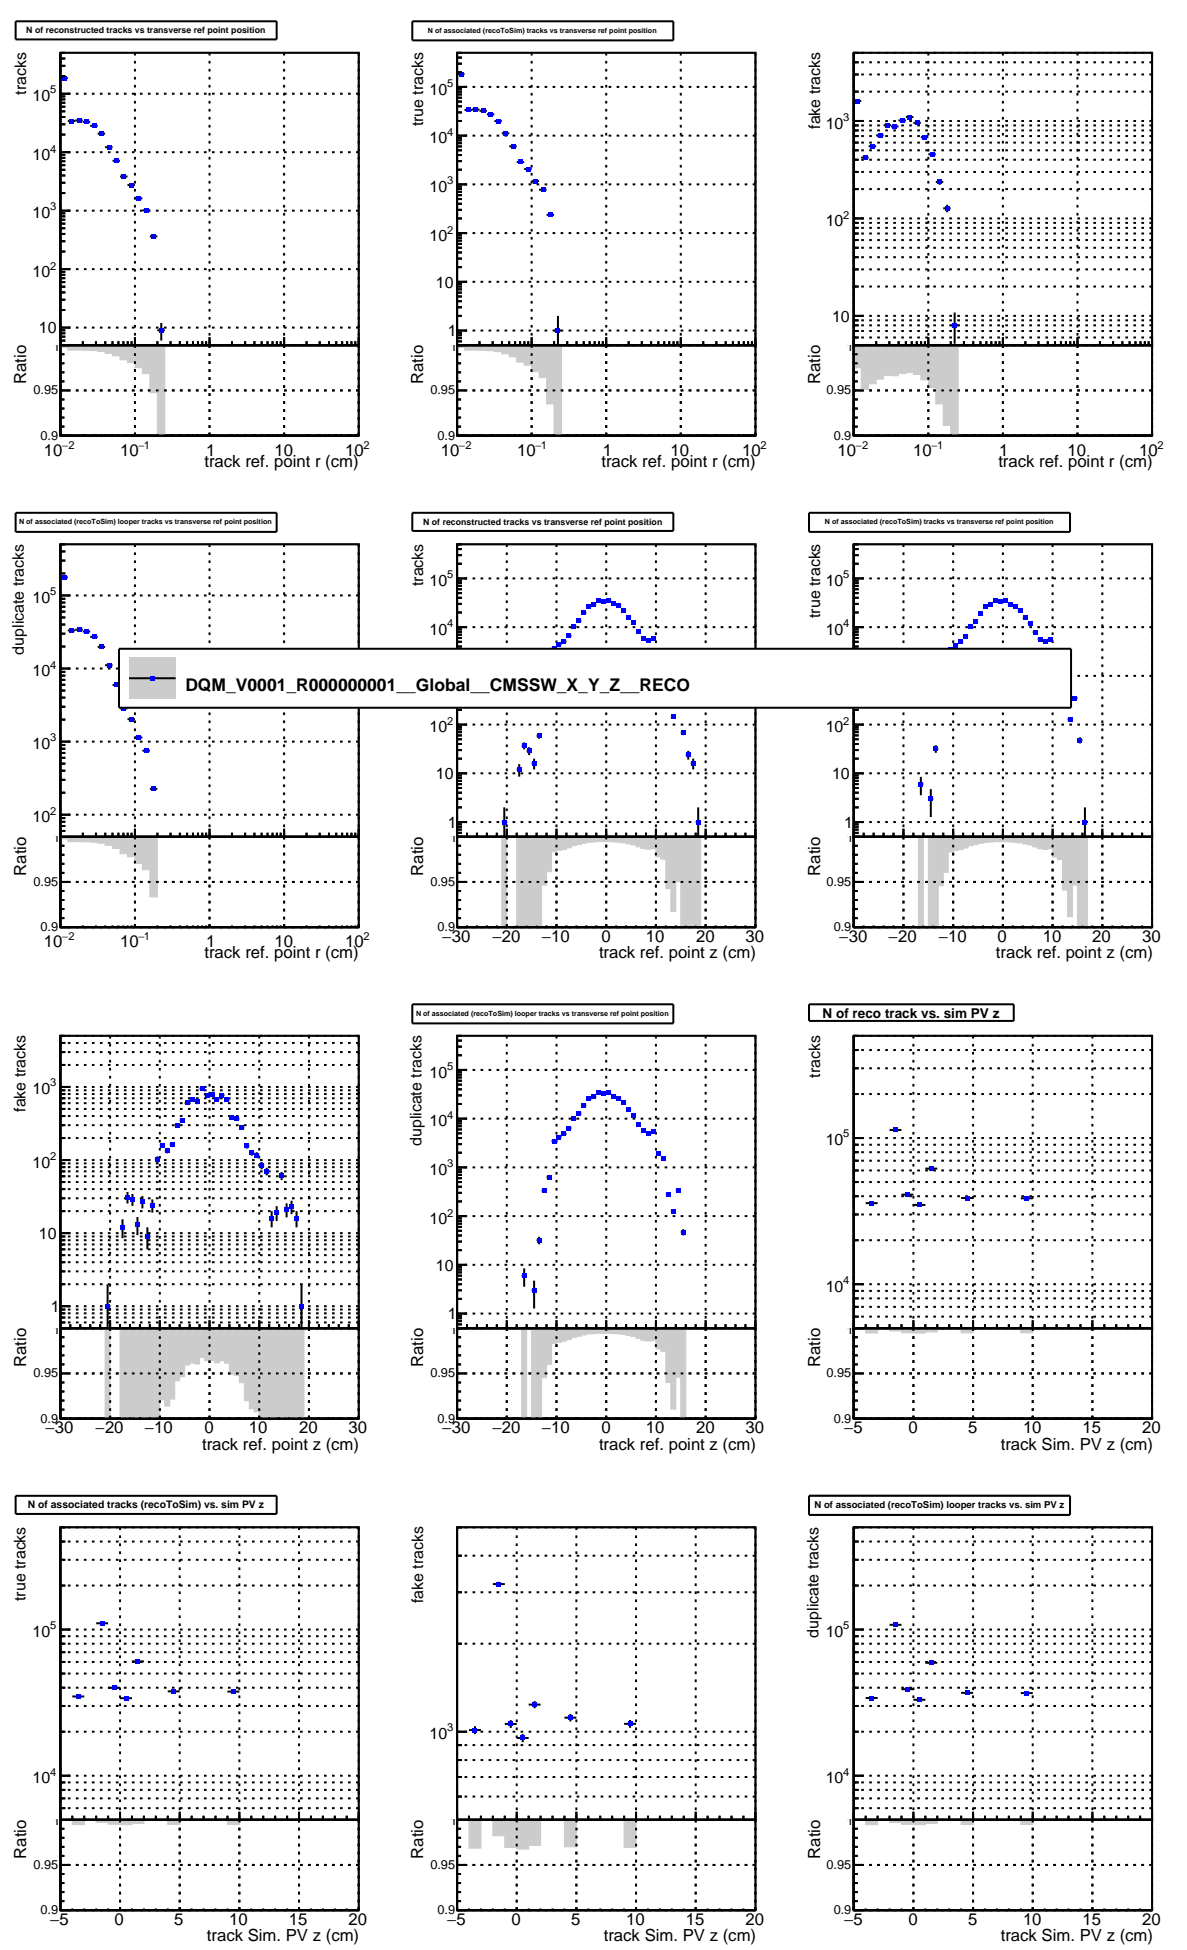 N of reconstructed tracks vs transverse ref point position
tracks
10^5
10^4
10^3
10^2
10
Ratio
1
0.95
0.9
10^−2 10^−1 1 10 10^2
track ref. point r (cm)
N of associated (recoToSim) tracks vs transverse ref point position
true tracks
10^5
10^4
10^3
10^2
10
1
Ratio
1
0.95
0.9
10^−2 10^−1 1 10 10^2
track ref. point r (cm)
fake tracks
10^3
10^2
10
Ratio
1
0.95
0.9
10^−2 10^−1 1 10 10^2
track ref. point r (cm)
N of associated (recoToSim) looper tracks vs transverse ref point position
duplicate tracks
10^5
10^4
10^3
10^2
Ratio
1
0.95
0.9
10^−2 10^−1 1 10 10^2
track ref. point r (cm)
N of reconstructed tracks vs transverse ref point position
tracks
10^5
10^4
10^2
10
1
Ratio
0.95
0.9
−30 −20 −10 0 10 20 30
track ref. point z (cm)
N of associated (recoToSim) tracks vs transverse ref point position
true tracks
10^5
10^4
10^2
10
1
Ratio
0.95
0.9
−30 −20 −10 0 10 20 30
track ref. point z (cm)
DQM_V0001_R000000001__Global__CMSSW_X_Y_Z__RECO
fake tracks
10^3
10^2
10
1
Ratio
1
0.95
0.9
−30 −20 −10 0 10 20 30
track ref. point z (cm)
N of associated (recoToSim) looper tracks vs transverse ref point position
duplicate tracks
10^5
10^4
10^3
10^2
10
1
Ratio
1
0.95
0.9
−30 −20 −10 0 10 20 30
track ref. point z (cm)
N of reco track vs. sim PV z
tracks
10^5
10^4
Ratio
1
0.95
0.9
−5 0 5 10 15 20
track Sim. PV z (cm)
N of associated tracks (recoToSim) vs. sim PV z
true tracks
10^5
10^4
Ratio
1
0.95
0.9
−5 0 5 10 15 20
track Sim. PV z (cm)
fake tracks
10^3
Ratio
1
0.95
0.9
−5 0 5 10 15 20
track Sim. PV z (cm)
N of associated (recoToSim) looper tracks vs. sim PV z
duplicate tracks
10^5
10^4
Ratio
1
0.95
0.9
−5 0 5 10 15 20
track Sim. PV z (cm)